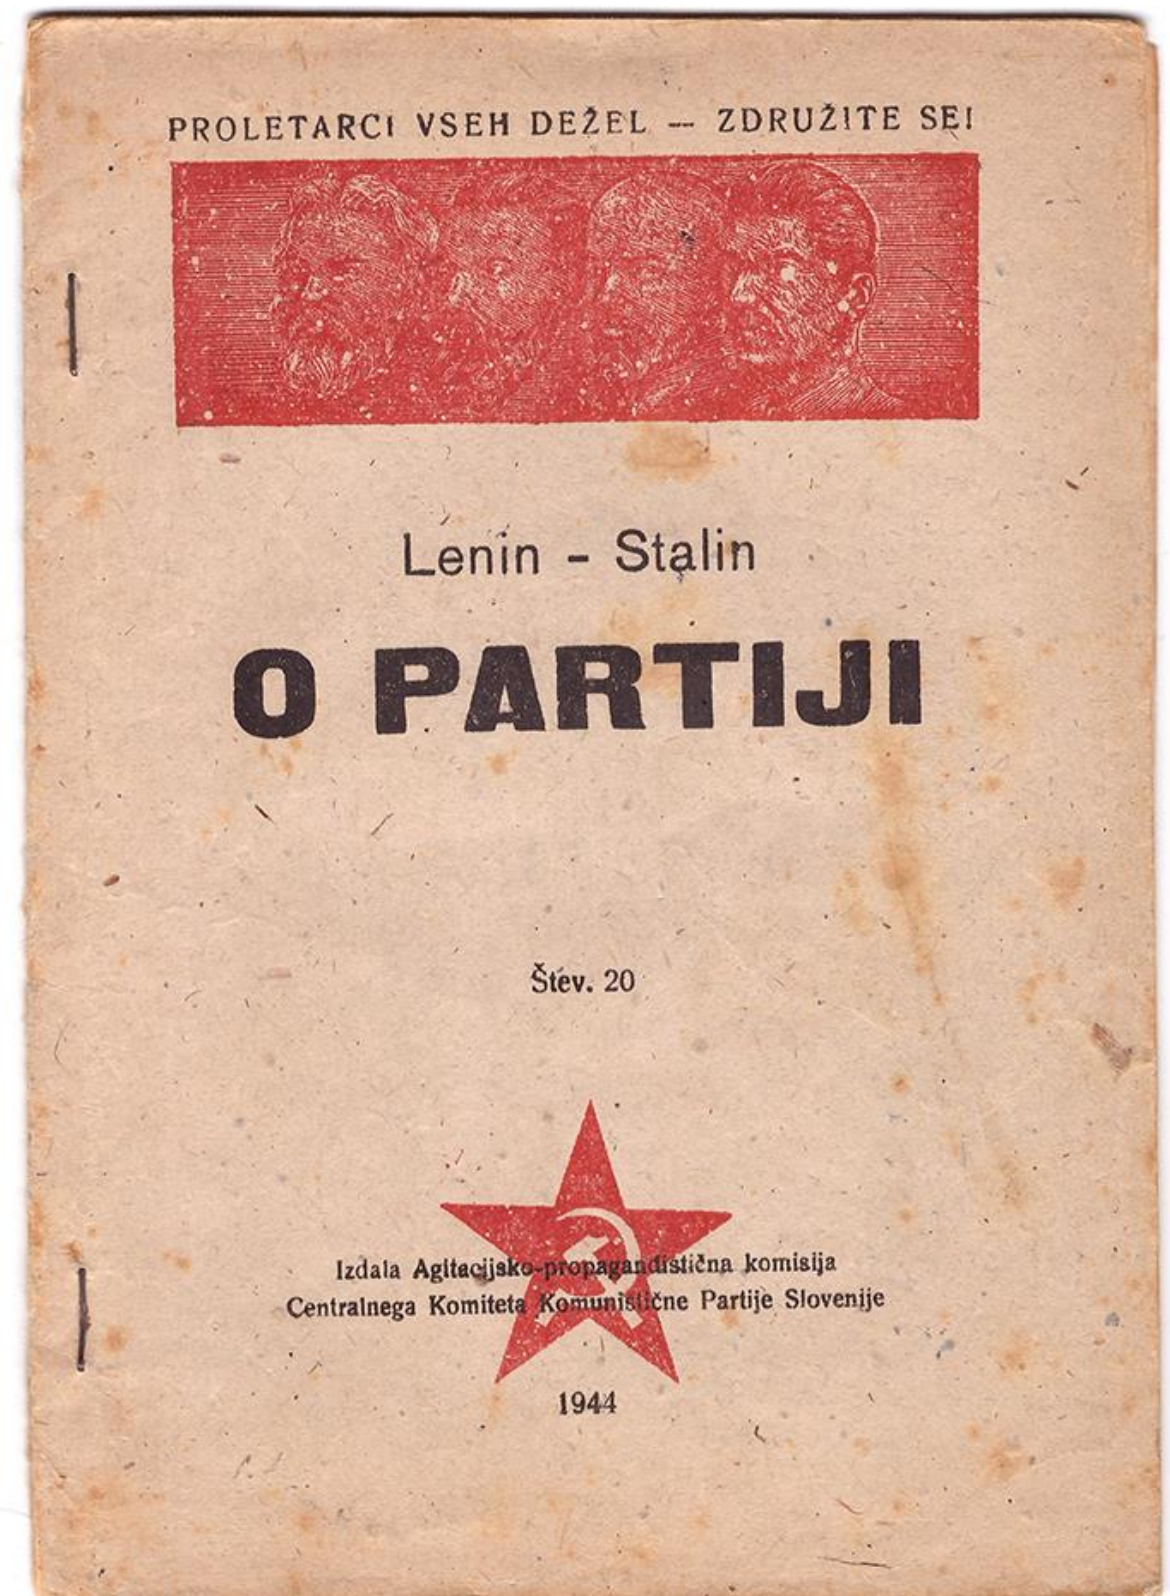 PROLETARCI VSEH DEŽEL — ZDRUŽITE SE!
Lenin - Stalin
O PARTIJI
Štev. 20
Izdala Agitacijsko-propagandistična komisija
Centralnega Komiteta Komunistične Partije Slovenije
1944